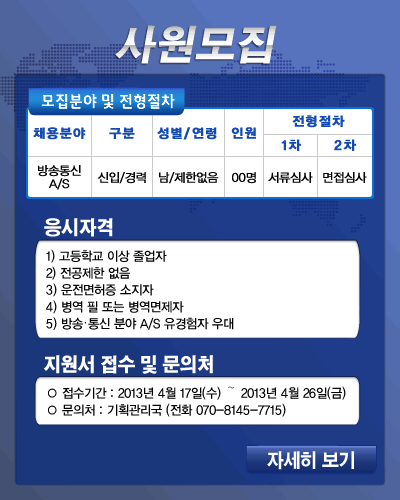 사원모집
모집분야 및 전형절차
채용분야 구분 성별/연령 인원 전형절차
1차 2차
방송통신 A/S 신입/경력 남/제한없음 00명 서류심사 면접심사
응시자격
1) 고등학교 이상 졸업자
2) 전공제한 없음
3) 운전면허증 소지자
4) 병역 필 또는 병역면제자
5) 방송·통신 분야 A/S 유경험자 우대
지원서 접수 및 문의처
○ 접수기간 : 2013년 4월 17일(수) ~ 2013년 4월 26일(금)
○ 문의처 : 기획관리국 (전화 070-8145-7715)
자세히 보기